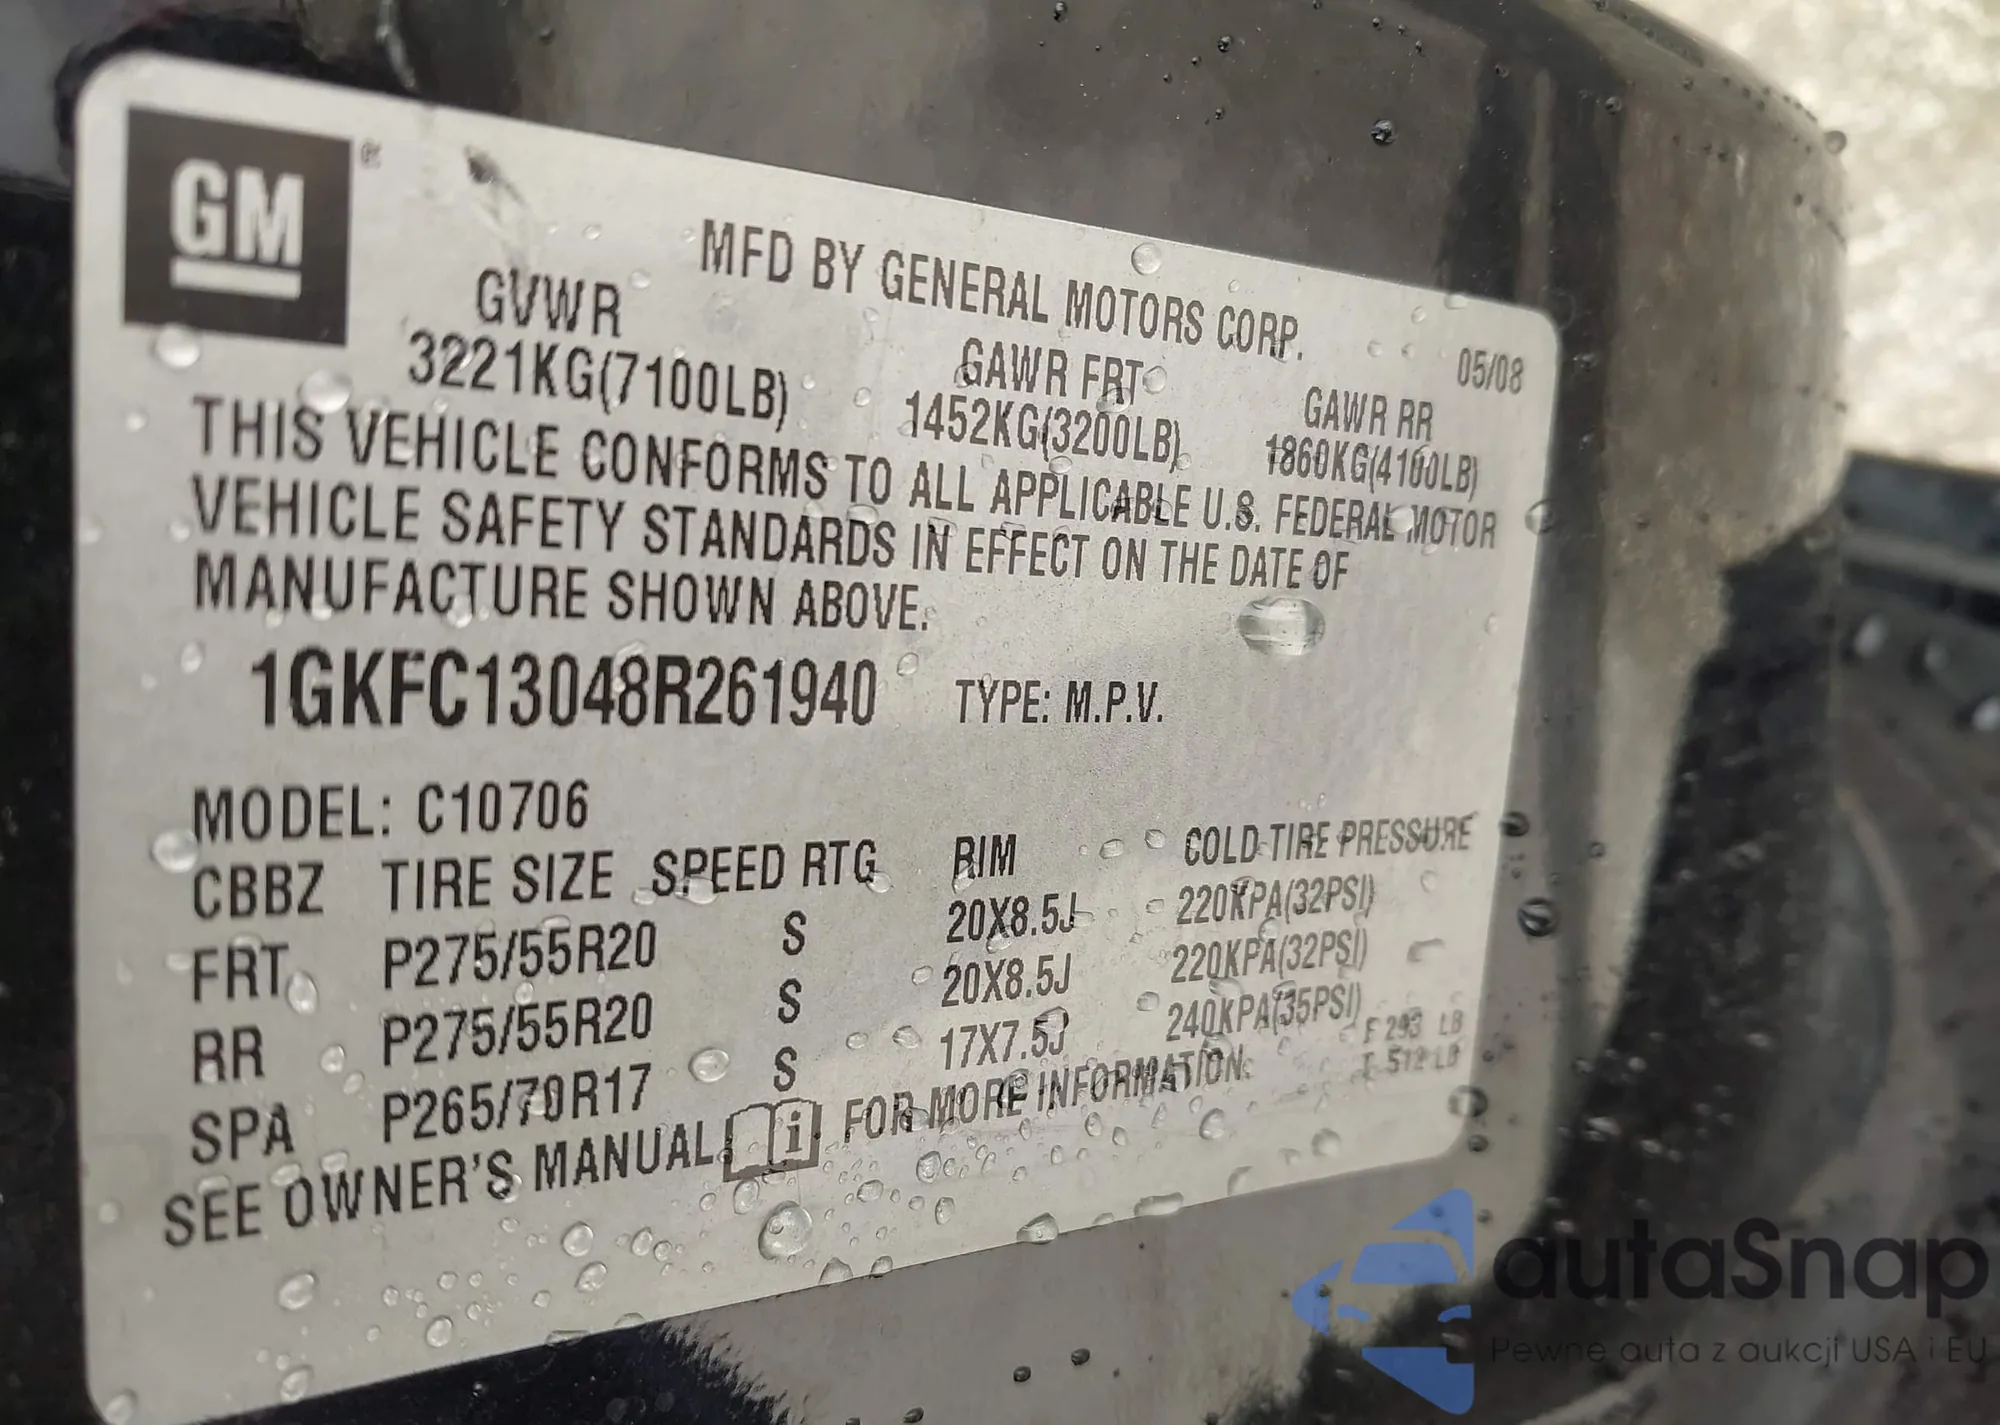 GM ®
MFD BY GENERAL MOTORS CORP. 05/08
GVWR GAWR FRT GAWR RR
3221KG(7100LB) 1452KG(3200LB) 1860KG(4100LB)
THIS VEHICLE CONFORMS TO ALL APPLICABLE U.S. FEDERAL MOTOR
VEHICLE SAFETY STANDARDS IN EFFECT ON THE DATE OF
MANUFACTURE SHOWN ABOVE.
1GKFC13048R261940 TYPE: M.P.V.
MODEL: C10706
CBBZ TIRE SIZE SPEED RTG RIM COLD TIRE PRESSURE
FRT P275/55R20 S 20X8.5J 220KPA(32PSI)
RR P275/55R20 S 20X8.5J 220KPA(32PSI)
SPA P265/70R17 S 17X7.5J 240KPA(35PSI)
F 293 LB
SEE OWNER'S MANUAL i FOR MORE INFORMATION.
512 LB
autaSnap
Pewne auta z aukcji USA i EU